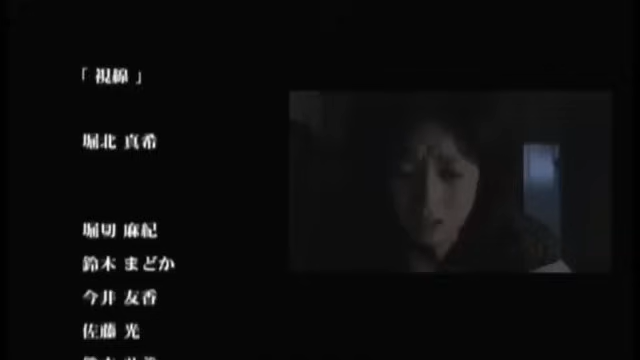 「 視線 」
堀北 真希
堀切 麻紀
鈴木 まどか
今井 友香
佐藤 光